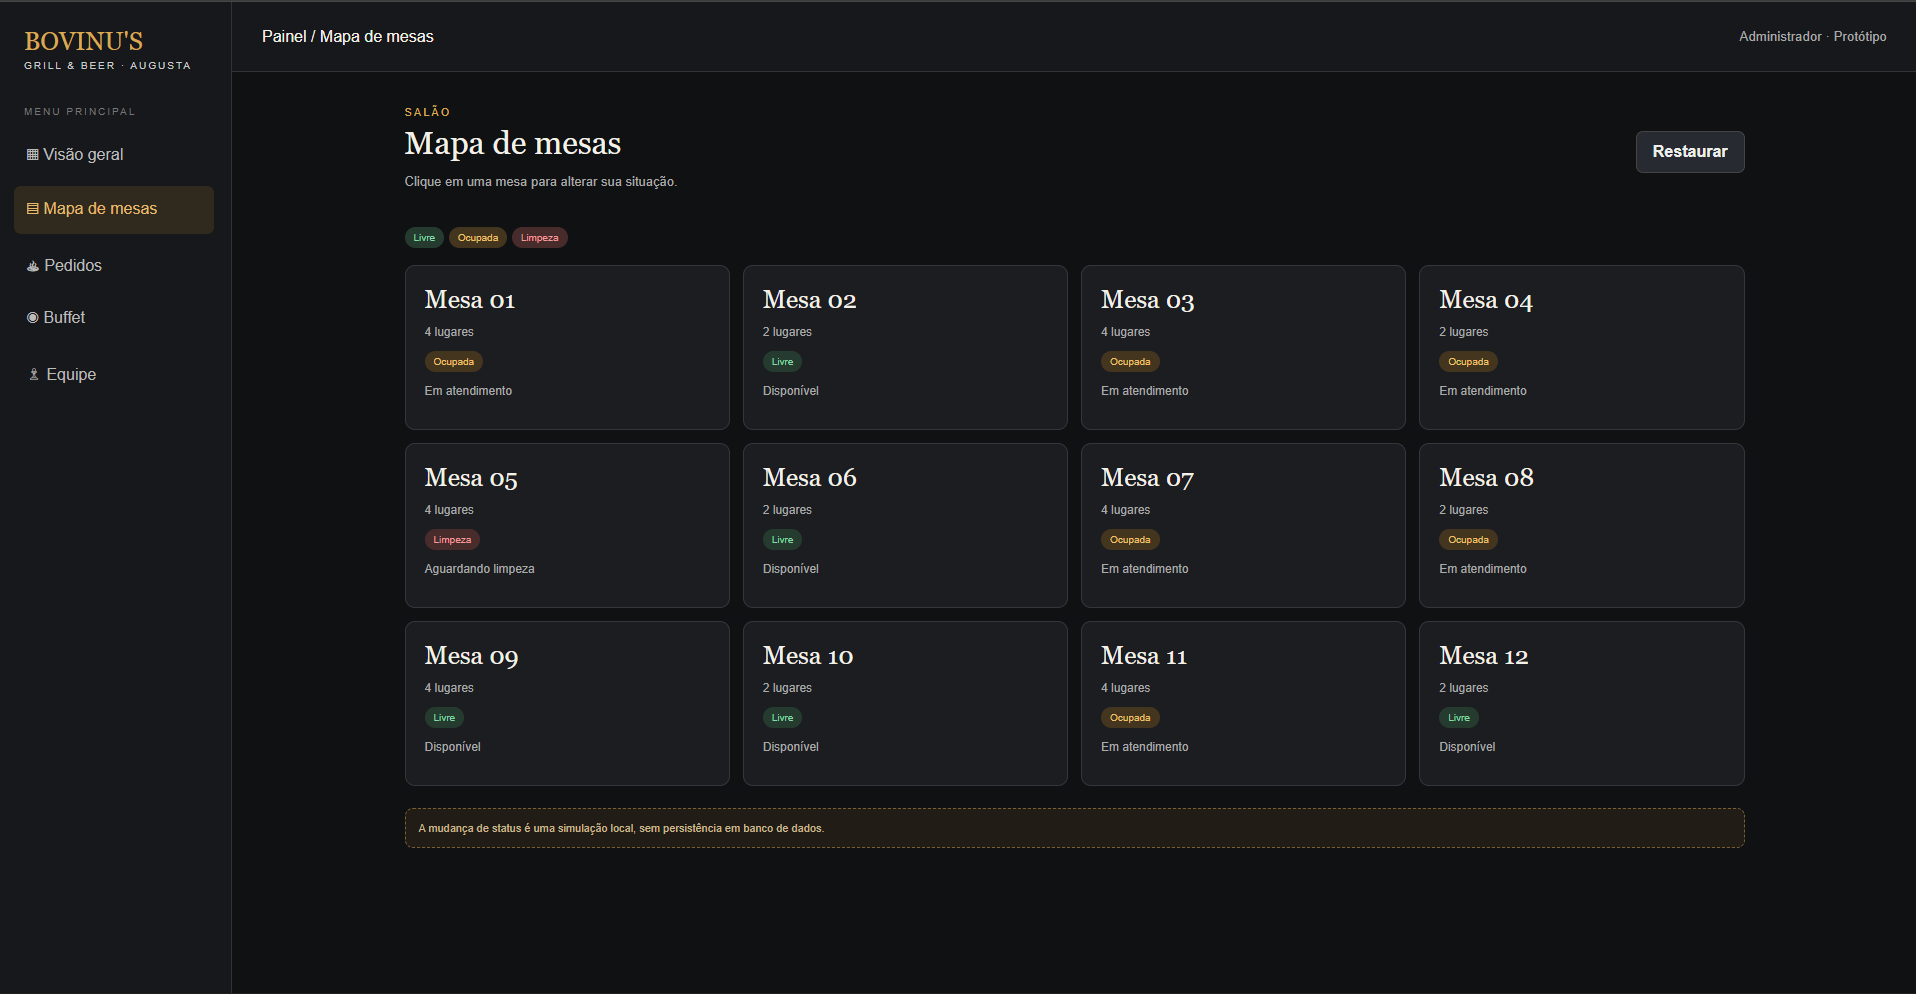 BOVINU'S
GRILL & BEER · AUGUSTA
MENU PRINCIPAL
Visão geral
Mapa de mesas
Pedidos
Buffet
Equipe
Painel / Mapa de mesas
Administrador · Protótipo
SALÃO
Mapa de mesas
Clique em uma mesa para alterar sua situação.
Restaurar
Livre Ocupada Limpeza
Mesa 01
4 lugares
Ocupada
Em atendimento
Mesa 02
2 lugares
Livre
Disponível
Mesa 03
4 lugares
Ocupada
Em atendimento
Mesa 04
2 lugares
Ocupada
Em atendimento
Mesa 05
4 lugares
Limpeza
Aguardando limpeza
Mesa 06
2 lugares
Livre
Disponível
Mesa 07
4 lugares
Ocupada
Em atendimento
Mesa 08
2 lugares
Ocupada
Em atendimento
Mesa 09
4 lugares
Livre
Disponível
Mesa 10
2 lugares
Livre
Disponível
Mesa 11
4 lugares
Ocupada
Em atendimento
Mesa 12
2 lugares
Livre
Disponível
A mudança de status é uma simulação local, sem persistência em banco de dados.